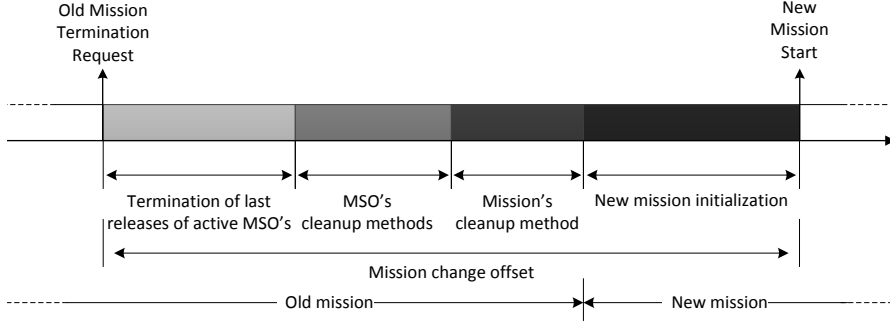 Old Mission
Termination
Request
New
Mission
Start
Termination of last
releases of active MSO's
MSO's
cleanup methods
Mission's
cleanup method
New mission initialization
Mission change offset
Old mission
New mission